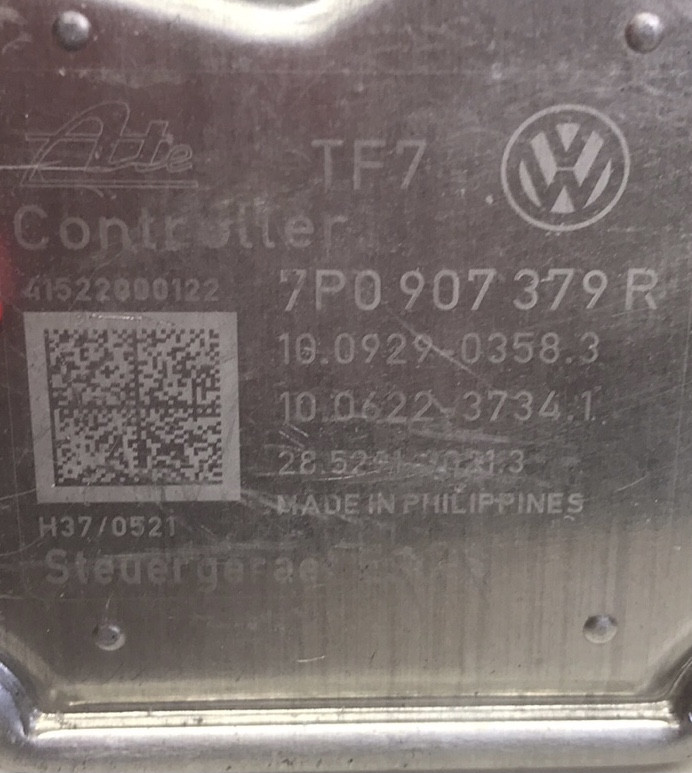 Ate
TF7
Controller
41522000122
7P0 907 379 R
10.0929-0358.3
10.0622-3734.1
MADE IN PHILIPPINES
H37/0521